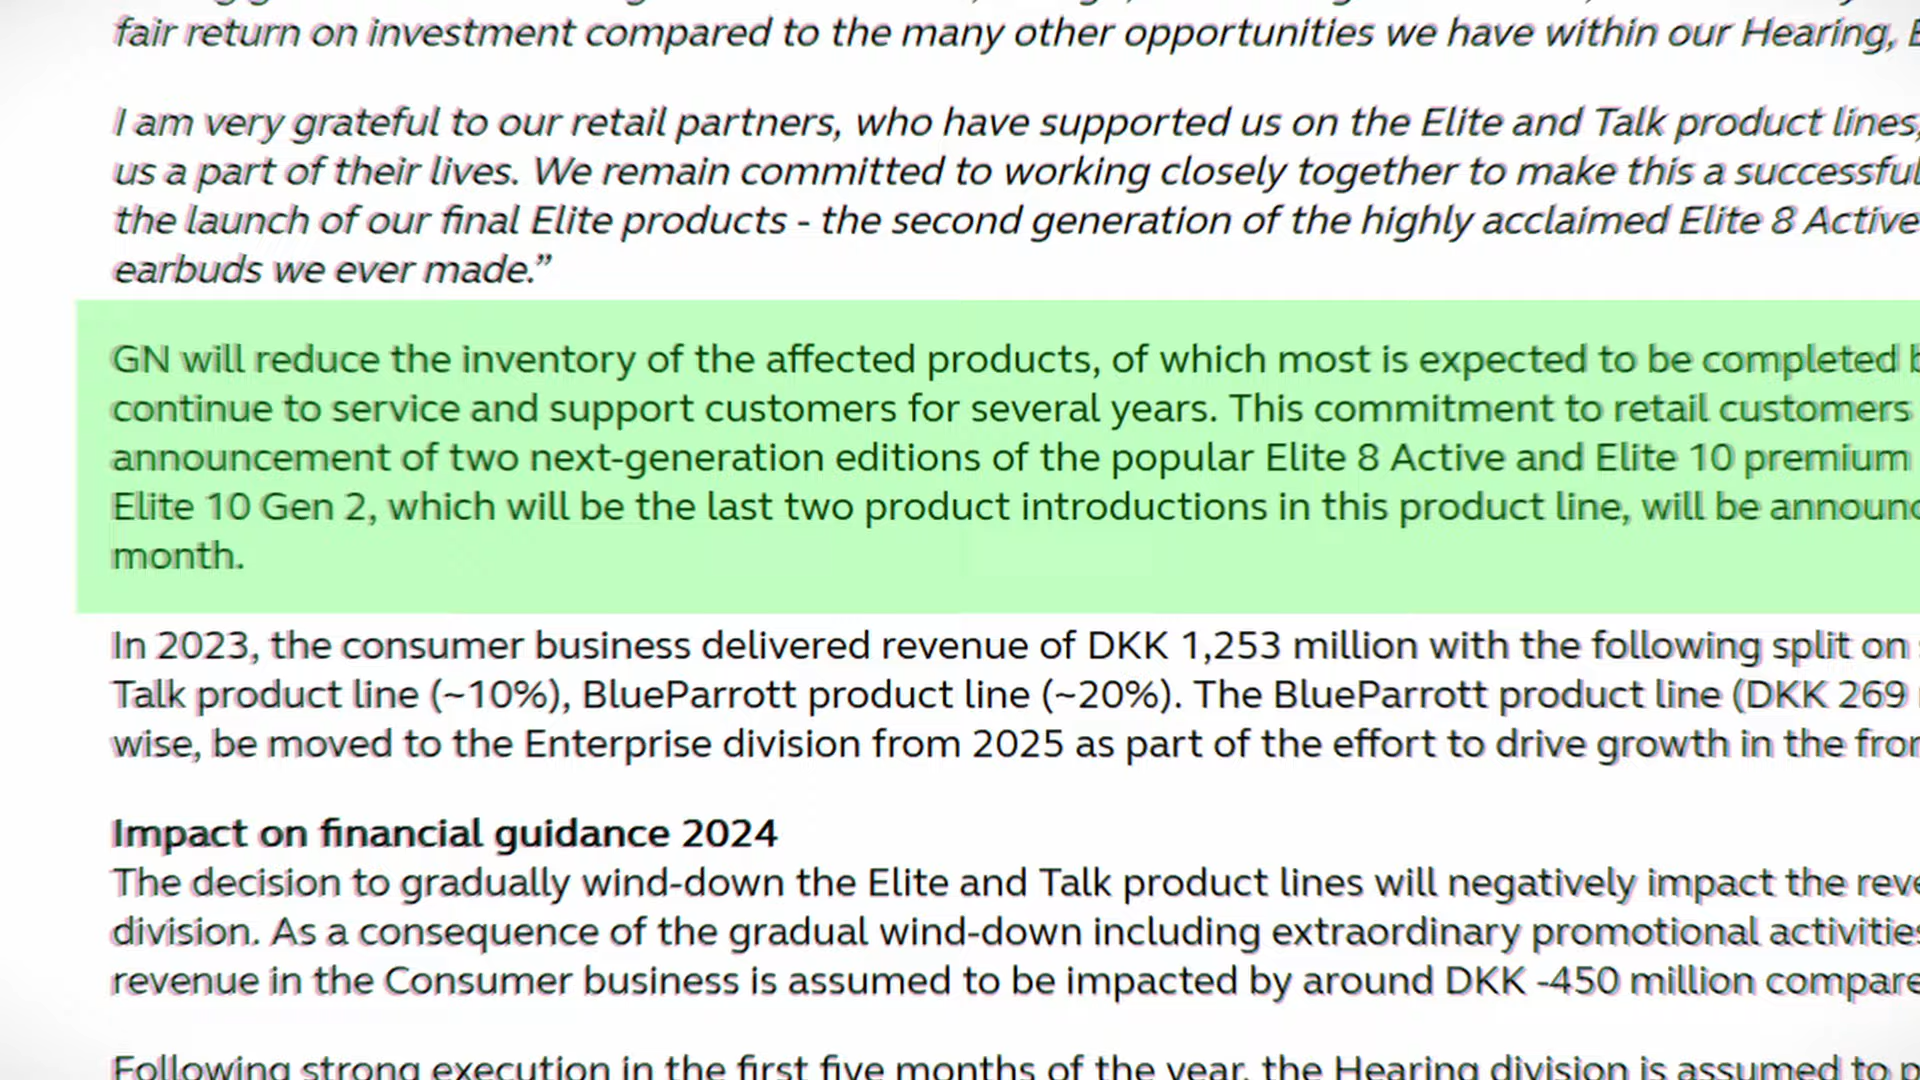 fair return on investment compared to the many other opportunities we have within our Hearing,
I am very grateful to our retail partners, who have supported us on the Elite and Talk product lines,
us a part of their lives. We remain committed to working closely together to make this a successful
the launch of our final Elite products - the second generation of the highly acclaimed Elite 8 Active
earbuds we ever made.”
GN will reduce the inventory of the affected products, of which most is expected to be completed
continue to service and support customers for several years. This commitment to retail customers
announcement of two next-generation editions of the popular Elite 8 Active and Elite 10 premium
Elite 10 Gen 2, which will be the last two product introductions in this product line, will be
month.
In 2023, the consumer business delivered revenue of DKK 1,253 million with the following split on
Talk product line (~10%), BlueParrott product line (~20%). The BlueParrott product line (DKK 269
wise, be moved to the Enterprise division from 2025 as part of the effort to drive growth in the
Impact on financial guidance 2024
The decision to gradually wind-down the Elite and Talk product lines will negatively impact the
division. As a consequence of the gradual wind-down including extraordinary promotional activities
revenue in the Consumer business is assumed to be impacted by around DKK -450 million
Following strong execution in the first five months of the year, the Hearing division is assumed to